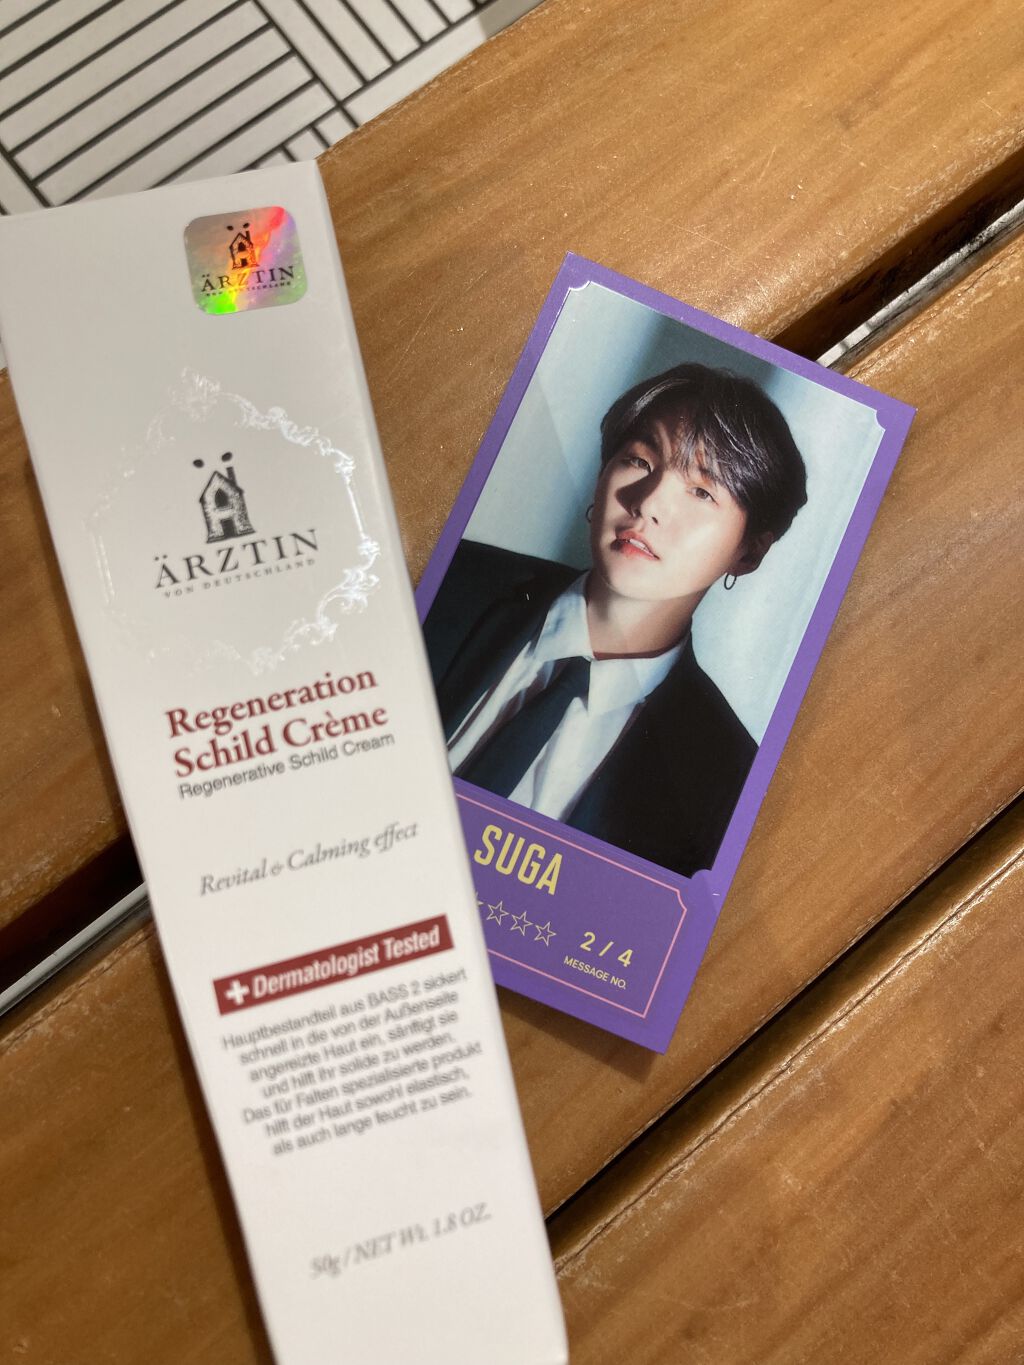 ÄRZTIN
VON DEUTSCHLAND
ÄRZTIN
VON DEUTSCHLAND
Regeneration
Schild Crème
Regenerative Schild Cream
Revital & Calming effect
Dermatologist Tested
Hauptbestandteil aus BASS 2 sickert
schnell in die von der Außenseite
angereizte Haut ein, sänftigt sie
und hilft ihr solide zu werden.
Das für Falten spezialisierte produkt
hilft der Haut sowohl elastisch,
als auch lange feucht zu sein.
50g / NET Wt. 1.8 OZ.
SUGA
2 / 4
MESSAGE NO.